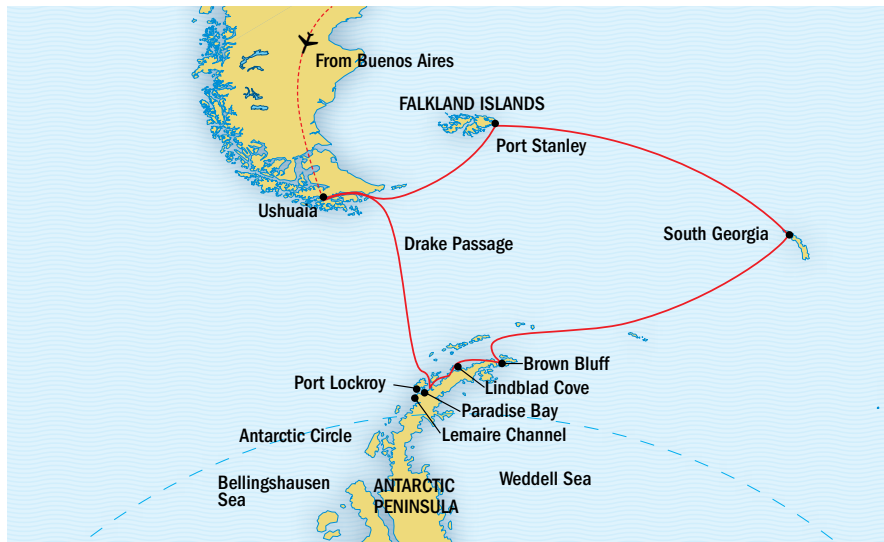 From Buenos Aires
FALKLAND ISLANDS
Port Stanley
Ushuaia
South Georgia
Drake Passage
Brown Bluff
Port Lockroy
Lindblad Cove
Paradise Bay
Antarctic Circle
Lemaire Channel
Bellingshausen
Sea
ANTARCTIC
PENINSULA
Weddell Sea